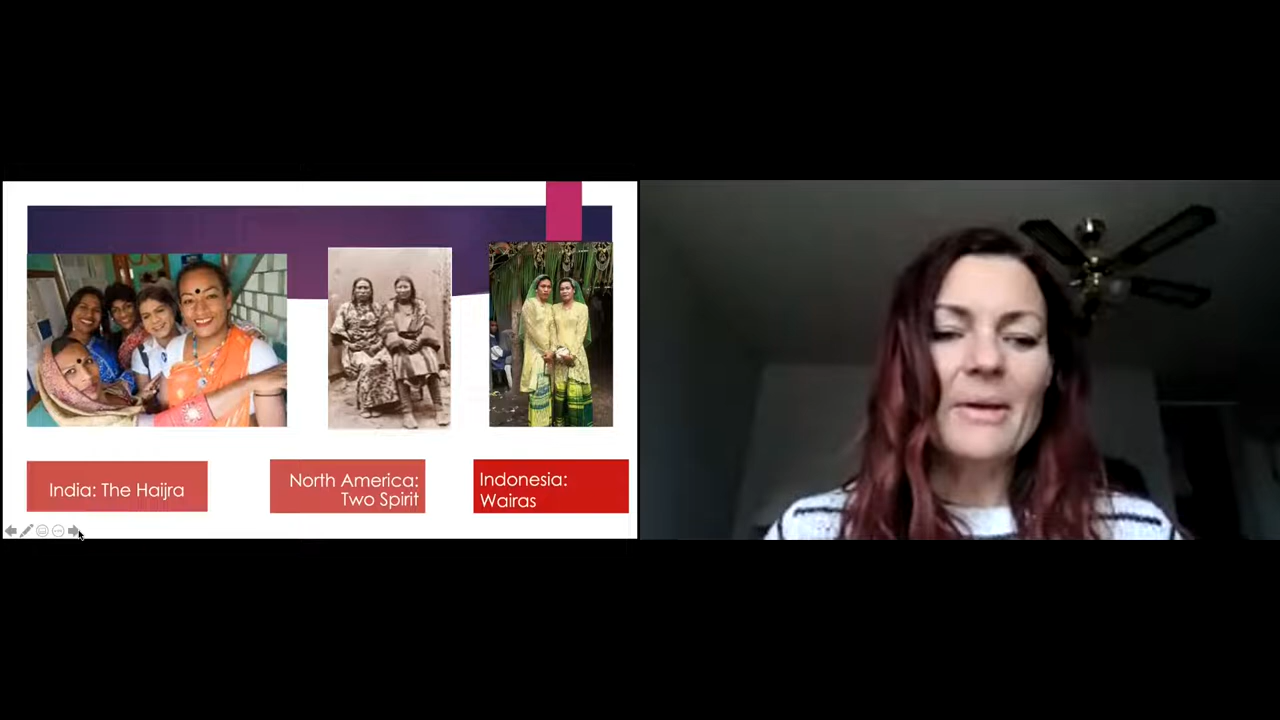 India: The Haijra
North America:
Two Spirit
Indonesia:
Wairas